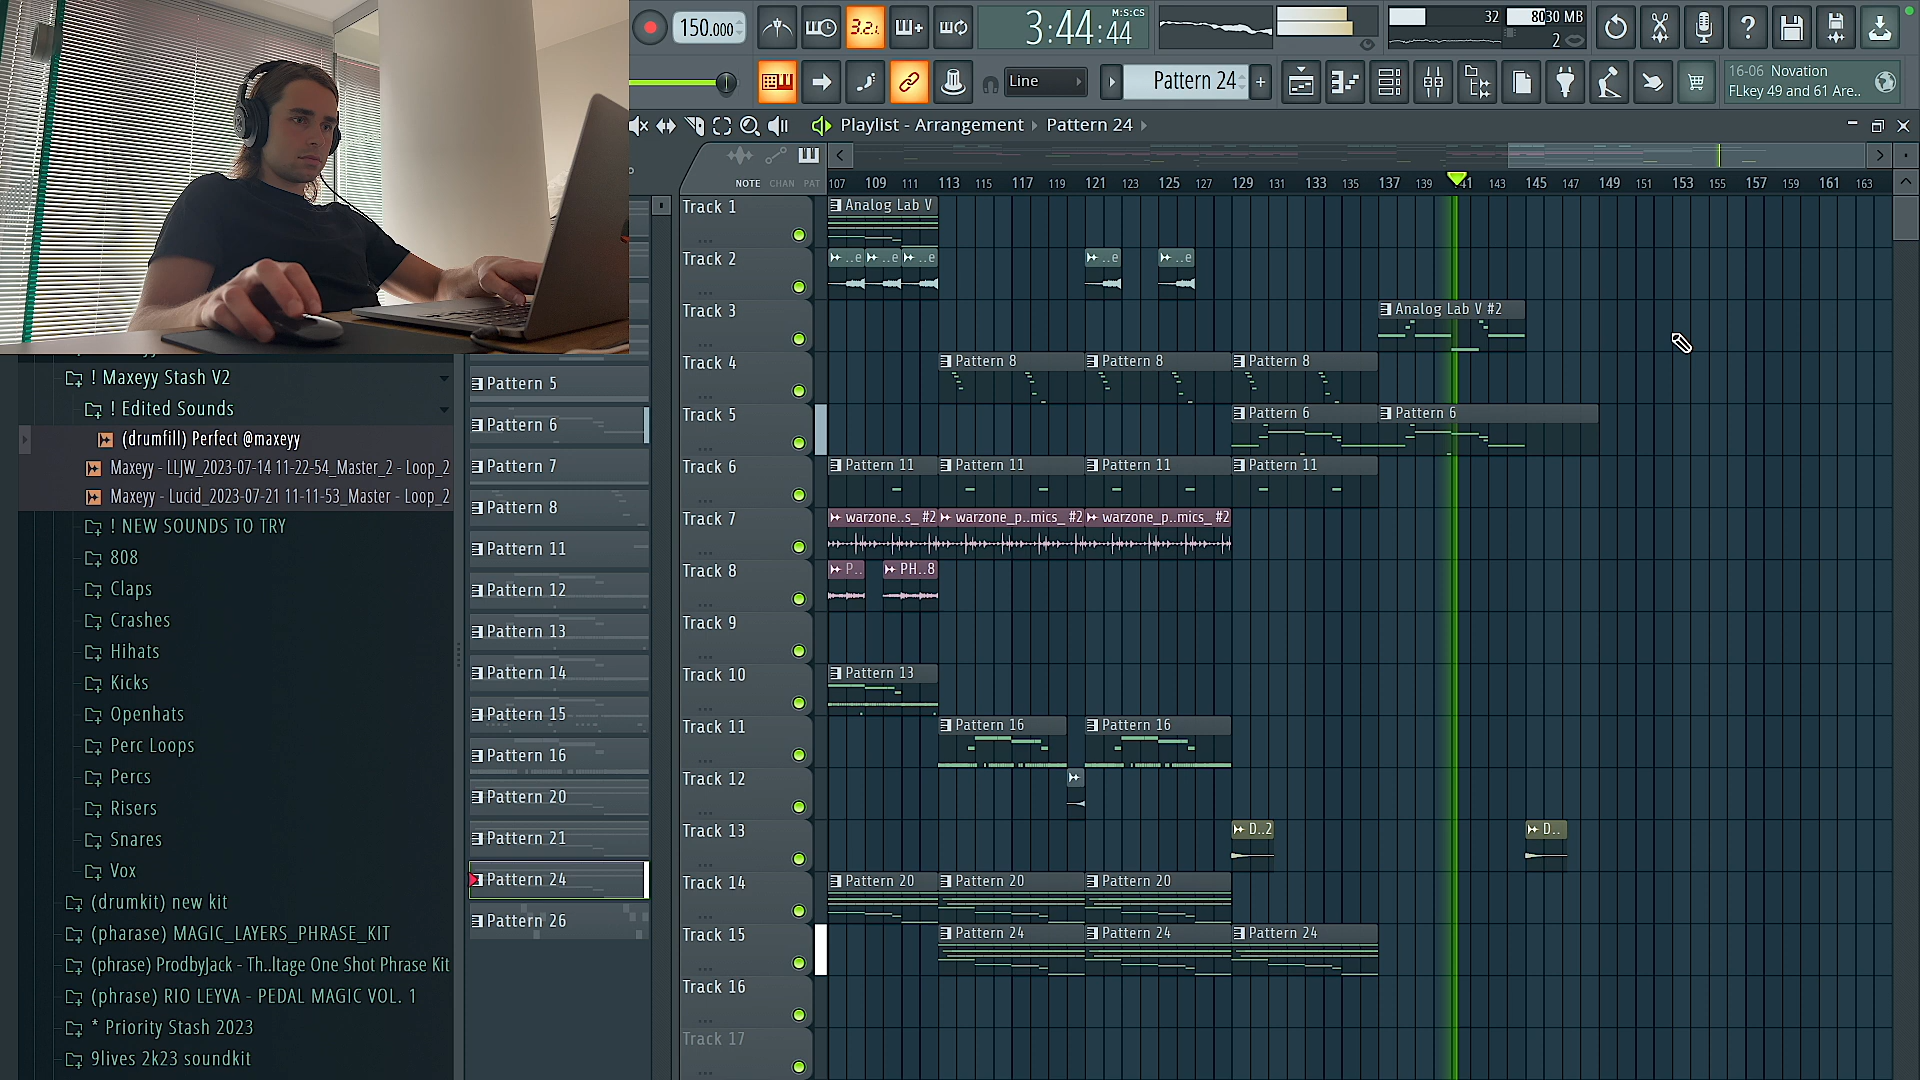 150.000
3.2.1
M:S:CS
3:44:44
32
8030 MB
2
Line
Pattern 24
16-06 Novation
FLkey 49 and 61 Are..
Playlist - Arrangement
Pattern 24
NOTE CHAN PAT
107 109 111 113 115 117 119 121 123 125 127 129 131 133 135 137 139 141 143 145 147 149 151 153 155 157 159 161 163
! Maxeyy Stash V2
! Edited Sounds
(drumfill) Perfect @maxeyy
Maxeyy - LLJW_2023-07-14 11-22-54_Master_2 - Loop_2
Maxeyy - Lucid_2023-07-21 11-11-53_Master - Loop_2
! NEW SOUNDS TO TRY
808
Claps
Crashes
Hihats
Kicks
Openhats
Perc Loops
Percs
Risers
Snares
Vox
(drumkit) new kit
(pharase) MAGIC_LAYERS_PHRASE_KIT
(phrase) ProdbyJack - Th..ltage One Shot Phrase Kit
(phrase) RIO LEYVA - PEDAL MAGIC VOL. 1
* Priority Stash 2023
9lives 2k23 soundkit
Pattern 5
Pattern 6
Pattern 7
Pattern 8
Pattern 11
Pattern 12
Pattern 13
Pattern 14
Pattern 15
Pattern 16
Pattern 20
Pattern 21
Pattern 24
Pattern 26
Track 1
Analog Lab V
Track 2
..e ..e ..e ..e ..e
Track 3
Analog Lab V #2
Track 4
Pattern 8 Pattern 8 Pattern 8
Track 5
Pattern 6 Pattern 6
Track 6
Pattern 11 Pattern 11 Pattern 11 Pattern 11
Track 7
warzone..s_ #2 warzone_p..mics_ #2 warzone_p..mics_ #2
Track 8
P.. PH..8
Track 9
Track 10
Pattern 13
Track 11
Pattern 16 Pattern 16
Track 12
Track 13
D..2 D..
Track 14
Pattern 20 Pattern 20 Pattern 20
Track 15
Pattern 24 Pattern 24 Pattern 24
Track 16
Track 17